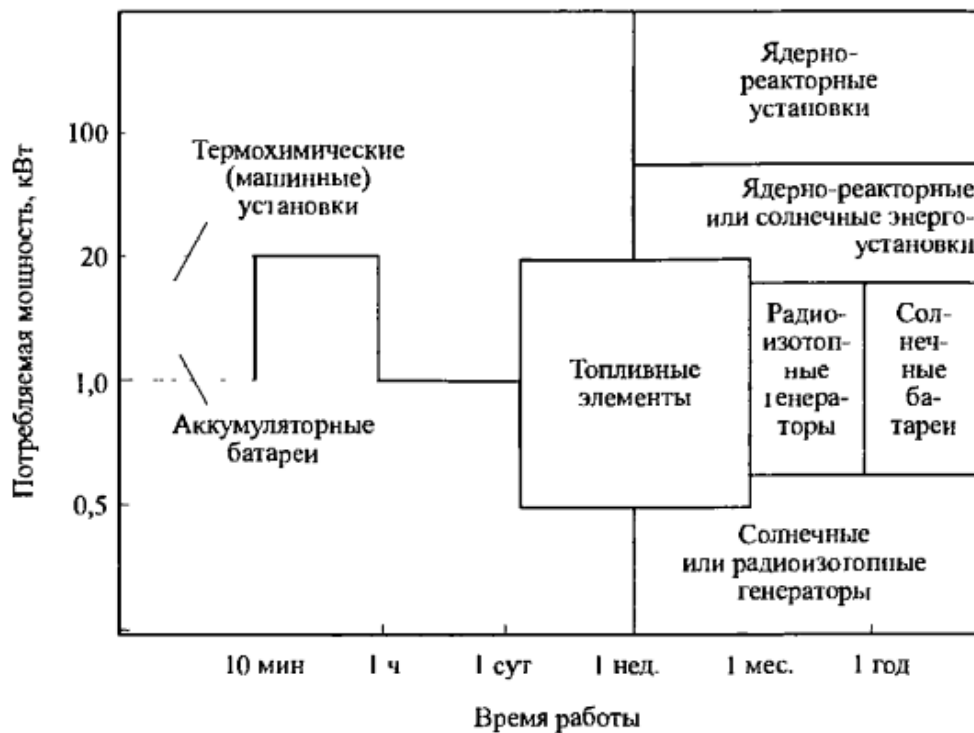 Потребляемая мощность, кВт
100
20
1,0
0,5
Термохимические
(машинные)
установки
Аккумуляторные
батареи
Топливные
элементы
Ядерно-
реакторные
установки
Ядерно-реакторные
или солнечные энерго-
установки
Радио-
изотоп-
ные
генера-
торы
Сол-
неч-
ные
ба-
тареи
Солнечные
или радиоизотопные
генераторы
10 мин
1 ч
1 сут
1 нед.
1 мес.
1 год
Время работы